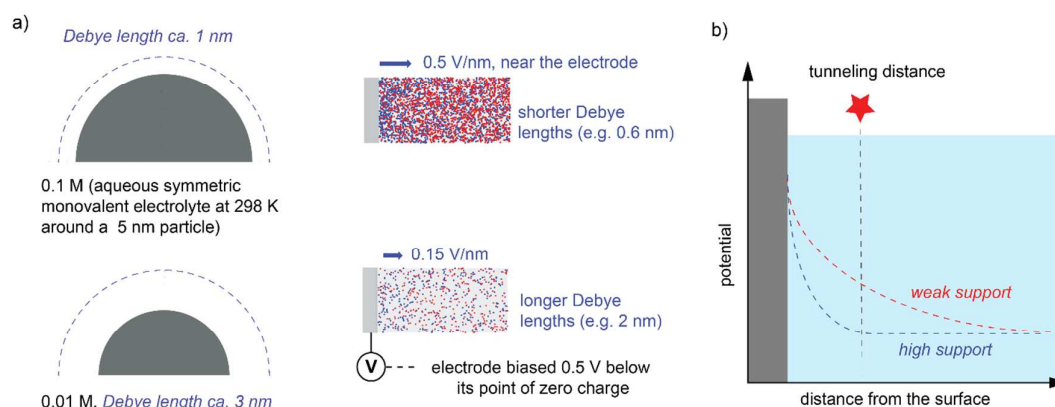 a)
Debye length ca. 1 nm
0.1 M (aqueous symmetric
monovalent electrolyte at 298 K
around a 5 nm particle)
0.01 M, Debye length ca. 3 nm
0.5 V/nm, near the electrode
shorter Debye
lengths (e.g. 0.6 nm)
0.15 V/nm
longer Debye
lengths (e.g. 2 nm)
V
electrode biased 0.5 V below
its point of zero charge
b)
tunneling distance
potential
weak support
high support
distance from the surface